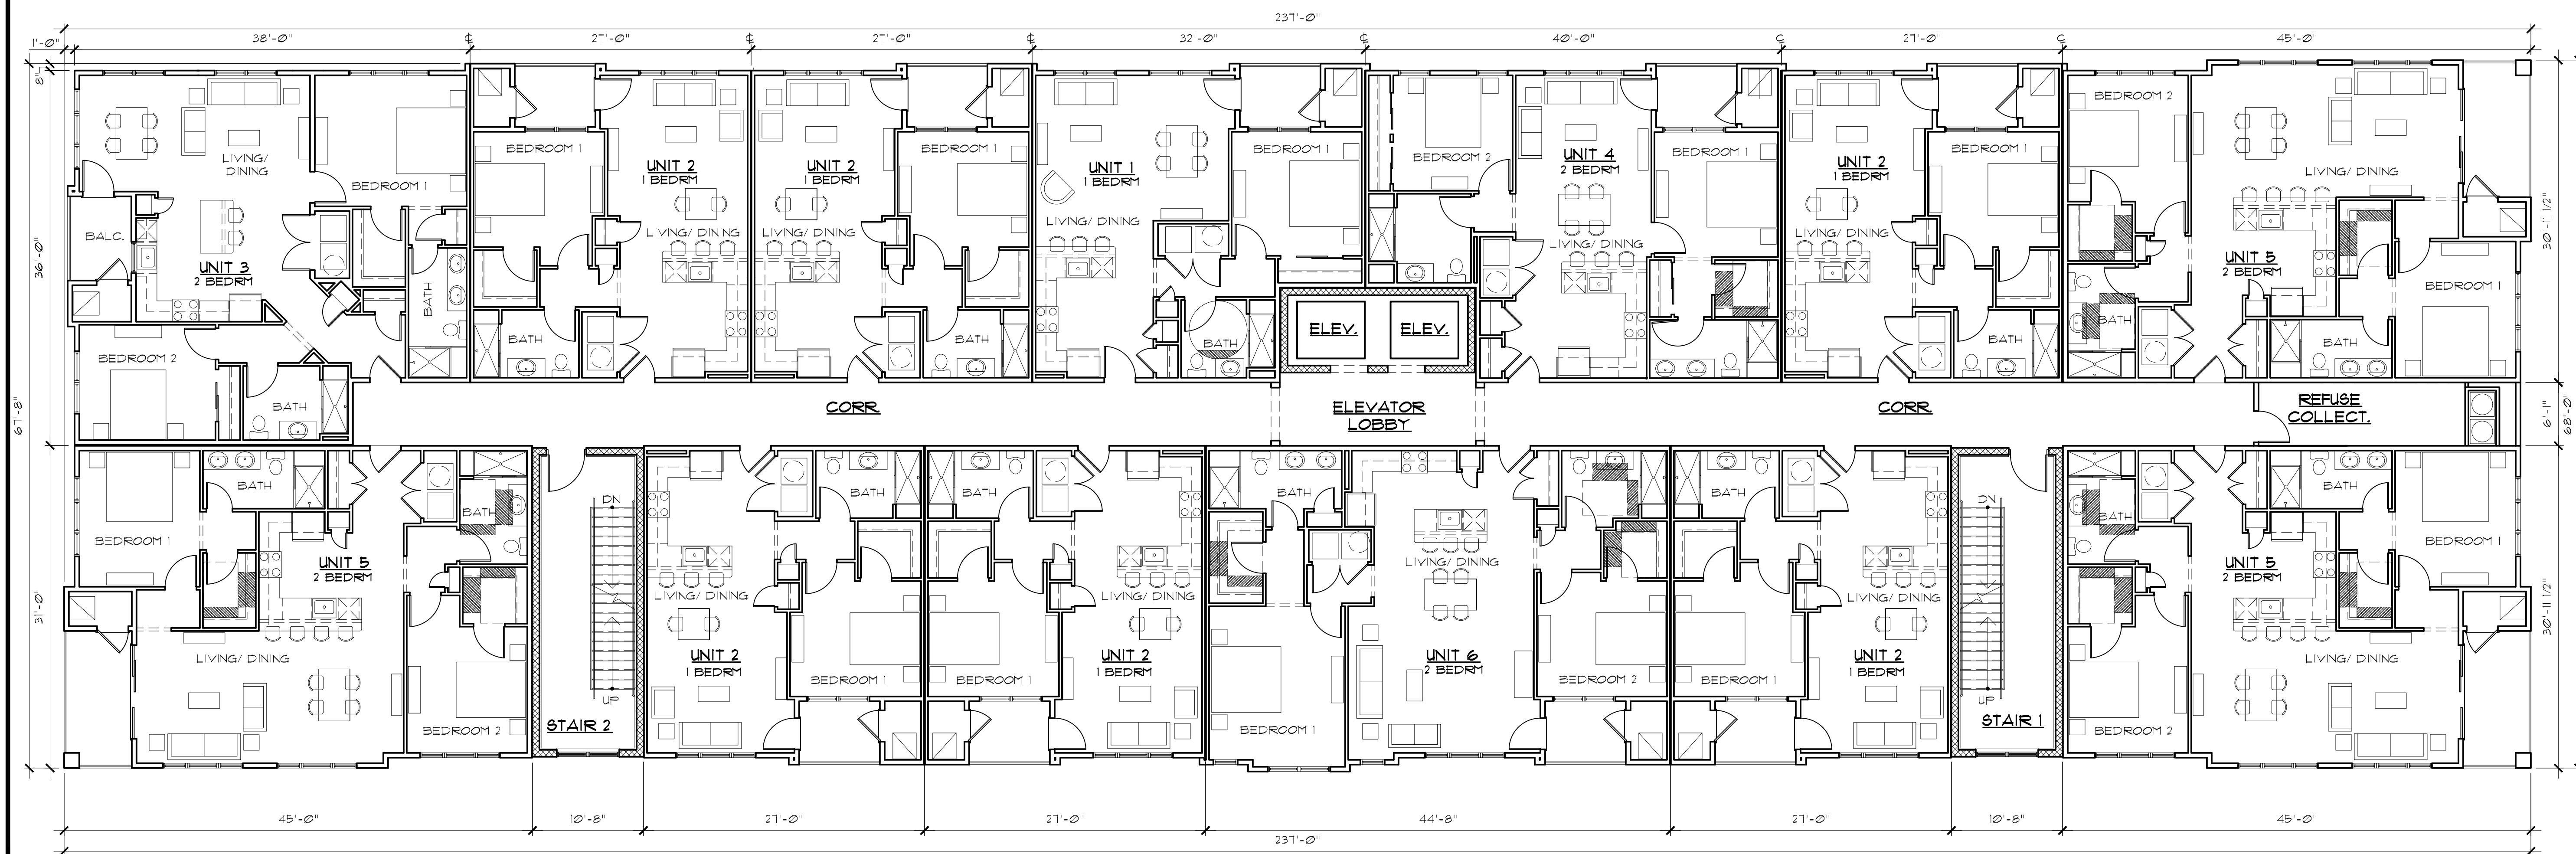 237'-0"
1'-0" 38'-0" ℄ 27'-0" ℄ 27'-0" ℄ 32'-0" ℄ 40'-0" ℄ 27'-0" ℄ 45'-0"
8"
36'-0"
67'-8"
31'-0"
LIVING/
DINING
BEDROOM 1
BALC.
UNIT 3
2 BEDRM
BATH
BEDROOM 2
BATH
BEDROOM 1
UNIT 2
1 BEDRM
LIVING/ DINING
BATH
UNIT 2
1 BEDRM
BEDROOM 1
LIVING/ DINING
BATH
UNIT 1
1 BEDRM
BEDROOM 1
LIVING/ DINING
BATH
BEDROOM 2
UNIT 4
2 BEDRM
BEDROOM 1
LIVING/ DINING
ELEV.
ELEV.
UNIT 2
1 BEDRM
BEDROOM 1
LIVING/ DINING
BATH
BEDROOM 2
LIVING/ DINING
UNIT 5
2 BEDRM
BEDROOM 1
BATH
BATH
CORR.
ELEVATOR
LOBBY
CORR.
REFUSE
COLLECT.
30'-11 1/2"
6'-1"
68'-0"
30'-11 1/2"
BATH
BEDROOM 1
BATH
UNIT 5
2 BEDRM
LIVING/ DINING
BEDROOM 2
DN
UP
STAIR 2
BATH
LIVING/ DINING
UNIT 2
1 BEDRM
BEDROOM 1
BATH
LIVING/ DINING
BEDROOM 1
UNIT 2
1 BEDRM
LIVING/ DINING
UNIT 6
2 BEDRM
BEDROOM 1
BEDROOM 2
BATH
LIVING/ DINING
BEDROOM 1
UNIT 2
1 BEDRM
DN
UP
STAIR 1
BATH
BATH
BEDROOM 1
UNIT 5
2 BEDRM
LIVING/ DINING
BEDROOM 2
45'-0" 10'-8" 27'-0" 27'-0" 44'-8" 27'-0" 10'-8" 45'-0"
237'-0"